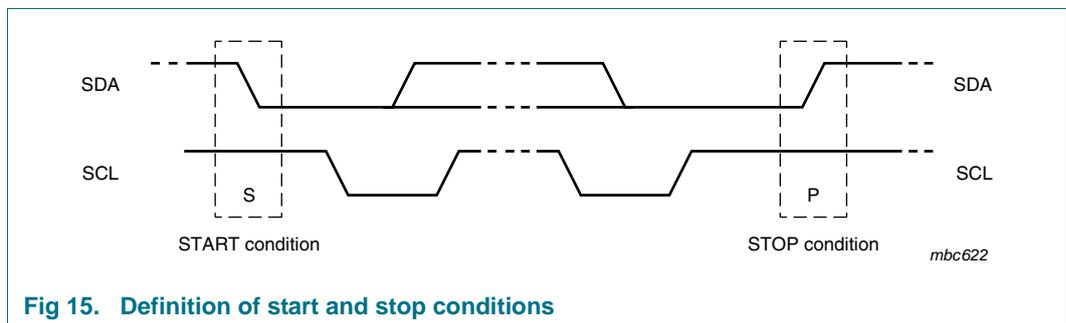 SDA
SDA
SCL
SCL
S
P
START condition
STOP condition
mbc622
Fig 15. Definition of start and stop conditions